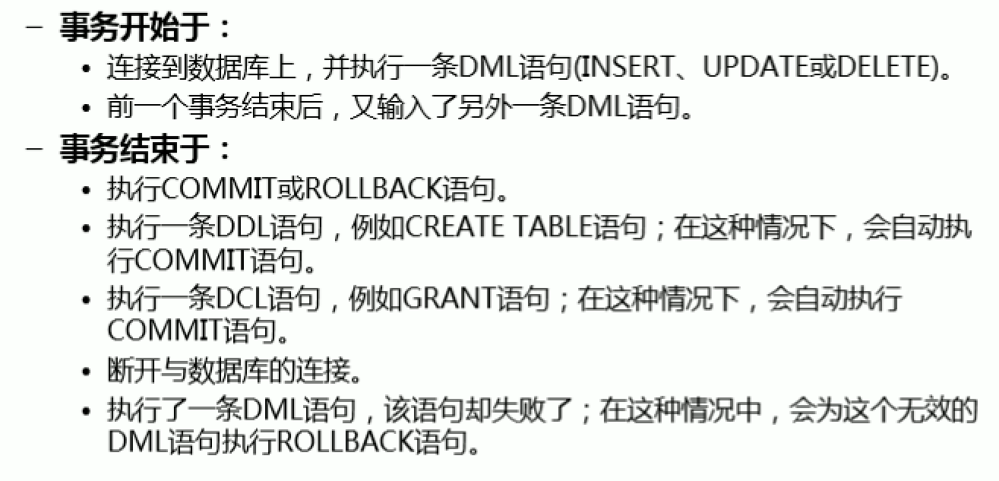 – 事务开始于：
• 连接到数据库上，并执行一条DML语句(INSERT、UPDATE或DELETE)。
• 前一个事务结束后，又输入了另外一条DML语句。
– 事务结束于：
• 执行COMMIT或ROLLBACK语句。
• 执行一条DDL语句，例如CREATE TABLE语句；在这种情况下，会自动执
行COMMIT语句。
• 执行一条DCL语句，例如GRANT语句；在这种情况下，会自动执行
COMMIT语句。
• 断开与数据库的连接。
• 执行了一条DML语句，该语句却失败了；在这种情况中，会为这个无效的
DML语句执行ROLLBACK语句。